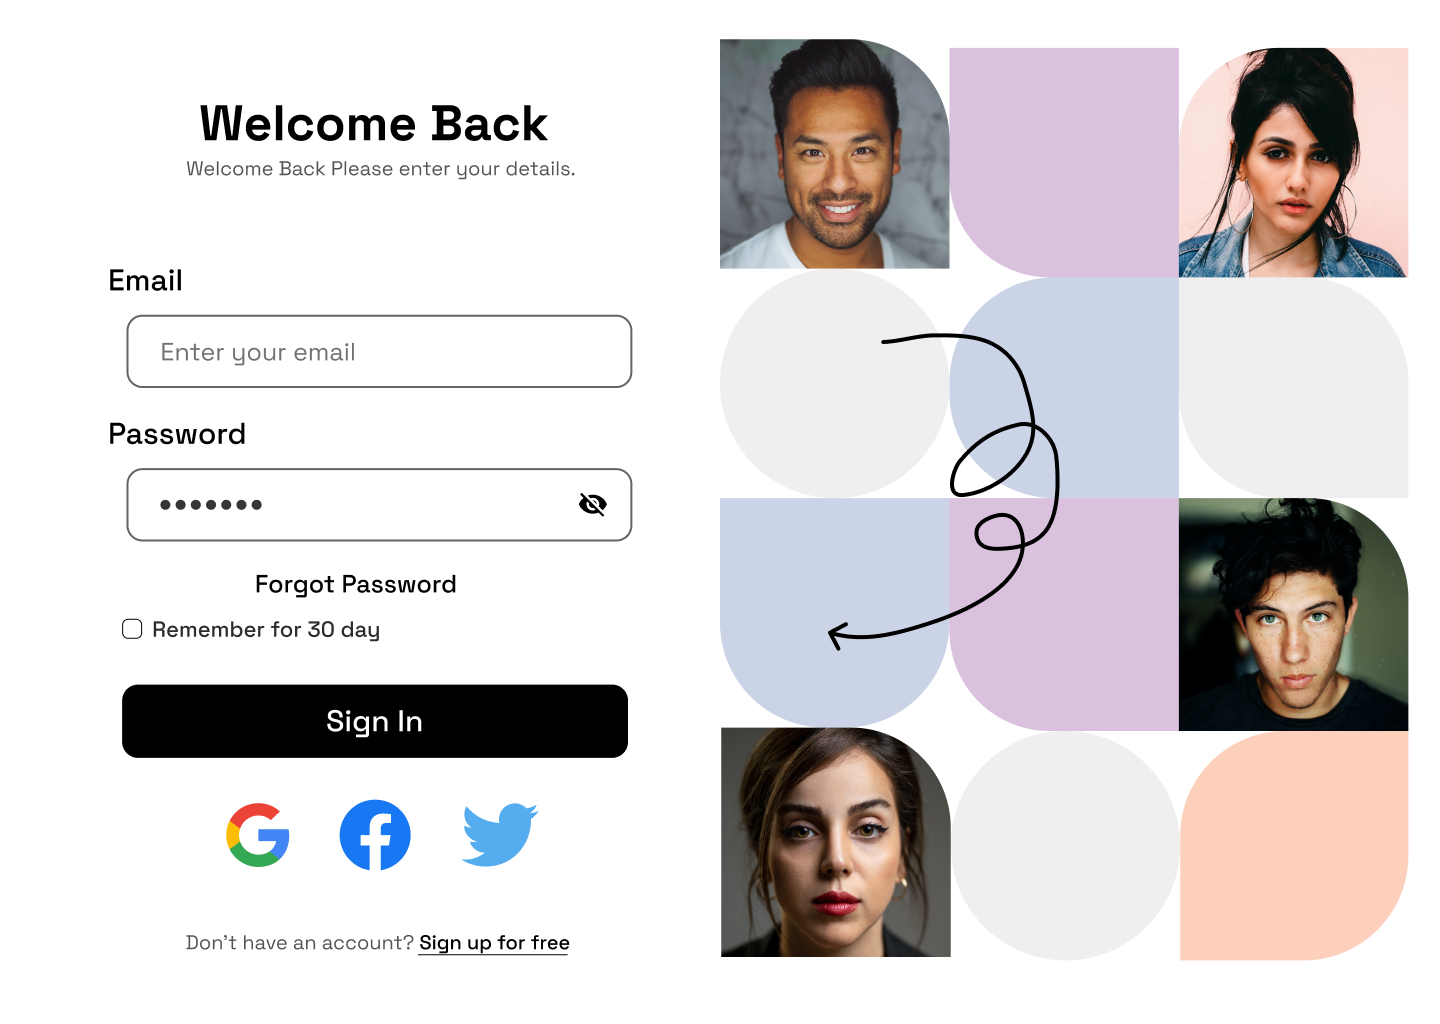 Welcome Back
Welcome Back Please enter your details.
Email
Enter your email
Password
Forgot Password
Remember for 30 day
Sign In
Don't have an account? Sign up for free